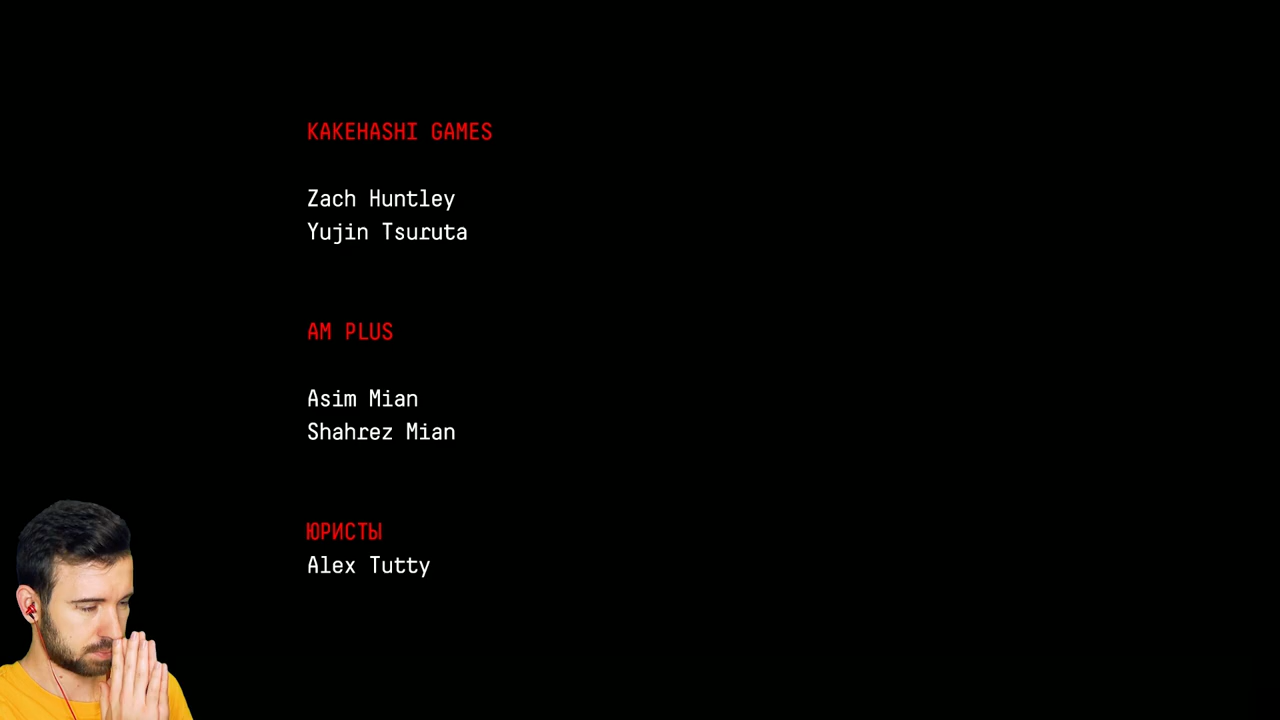 KAKEHASHI GAMES
Zach Huntley
Yujin Tsuruta
AM PLUS
Asim Mian
Shahrez Mian
ЮРИСТЫ
Alex Tutty